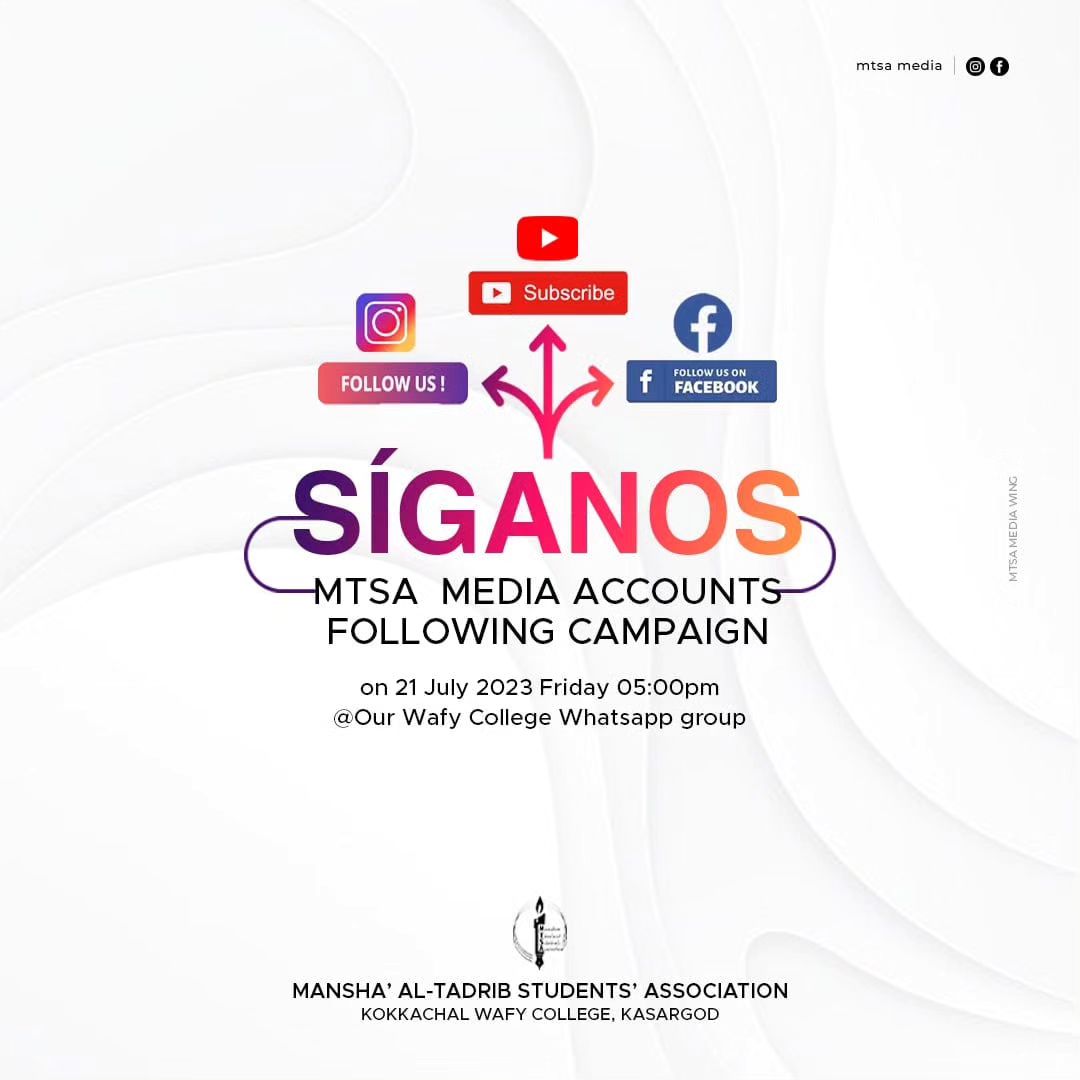 mtsa media
Subscribe
FOLLOW US !
FOLLOW US ON
FACEBOOK
SÍGANOS
MTSA MEDIA ACCOUNTS
FOLLOWING CAMPAIGN
on 21 July 2023 Friday 05:00pm
@Our Wafy College Whatsapp group
MTSA MEDIA WING
MANSHA’ AL-TADRIB STUDENTS’ ASSOCIATION
KOKKACHAL WAFY COLLEGE, KASARGOD